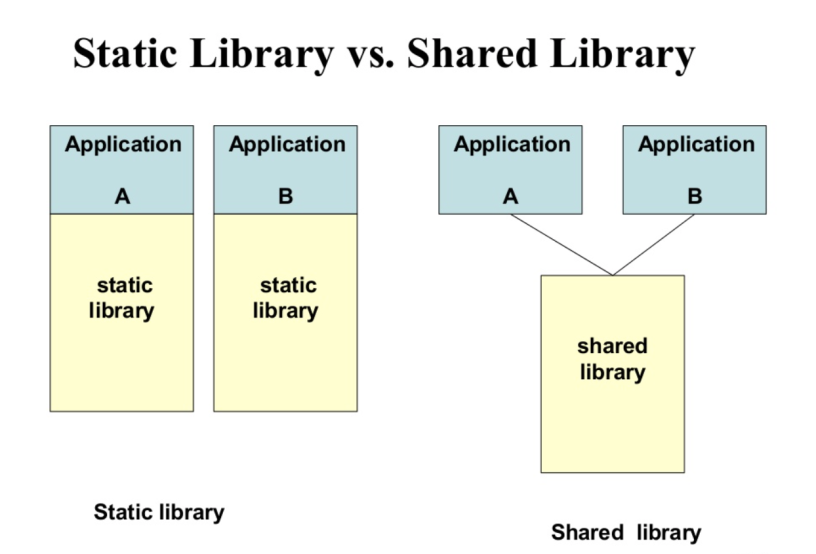 Static Library vs. Shared Library
Application
A
static
library
Application
B
static
library
Static library
Application
A
Application
B
shared
library
Shared library